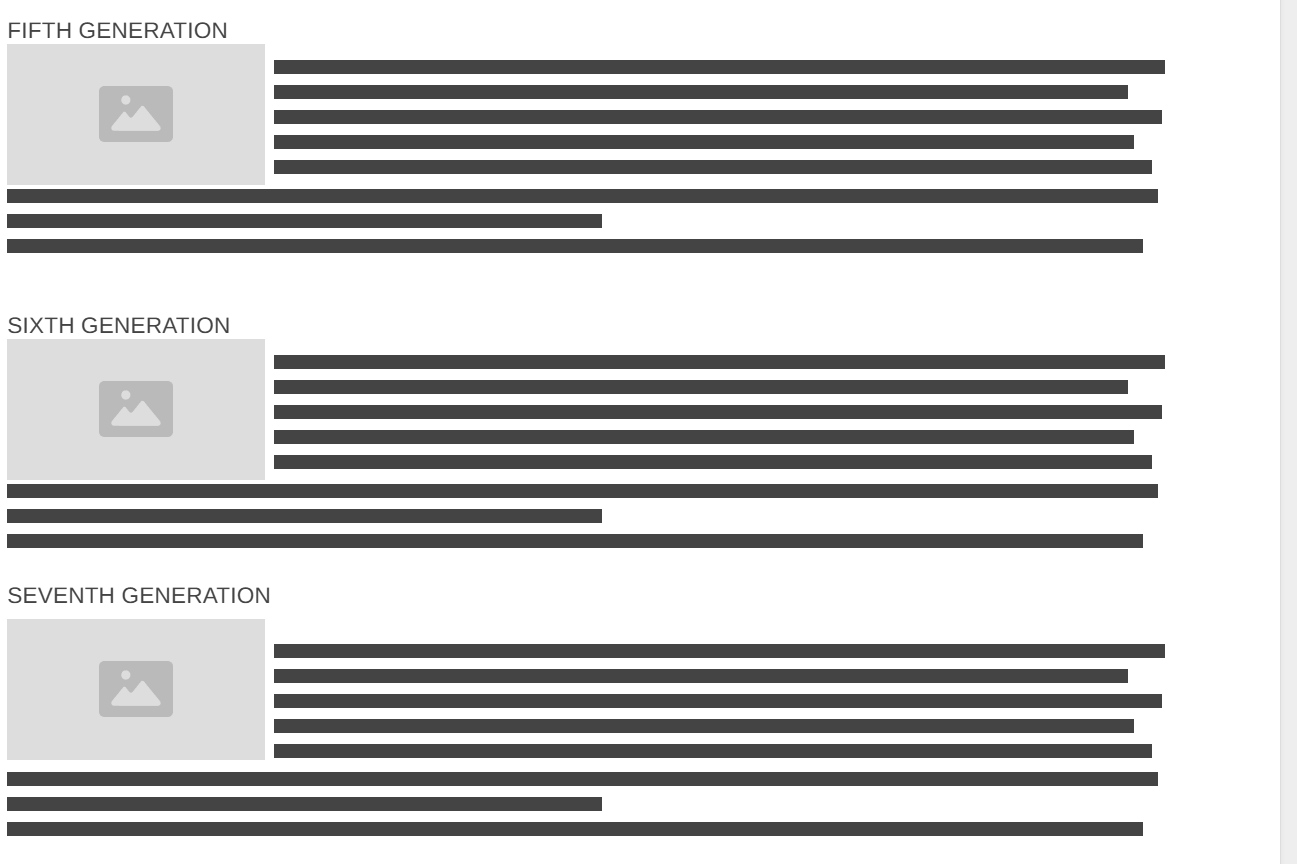 FIFTH GENERATION
SIXTH GENERATION
SEVENTH GENERATION